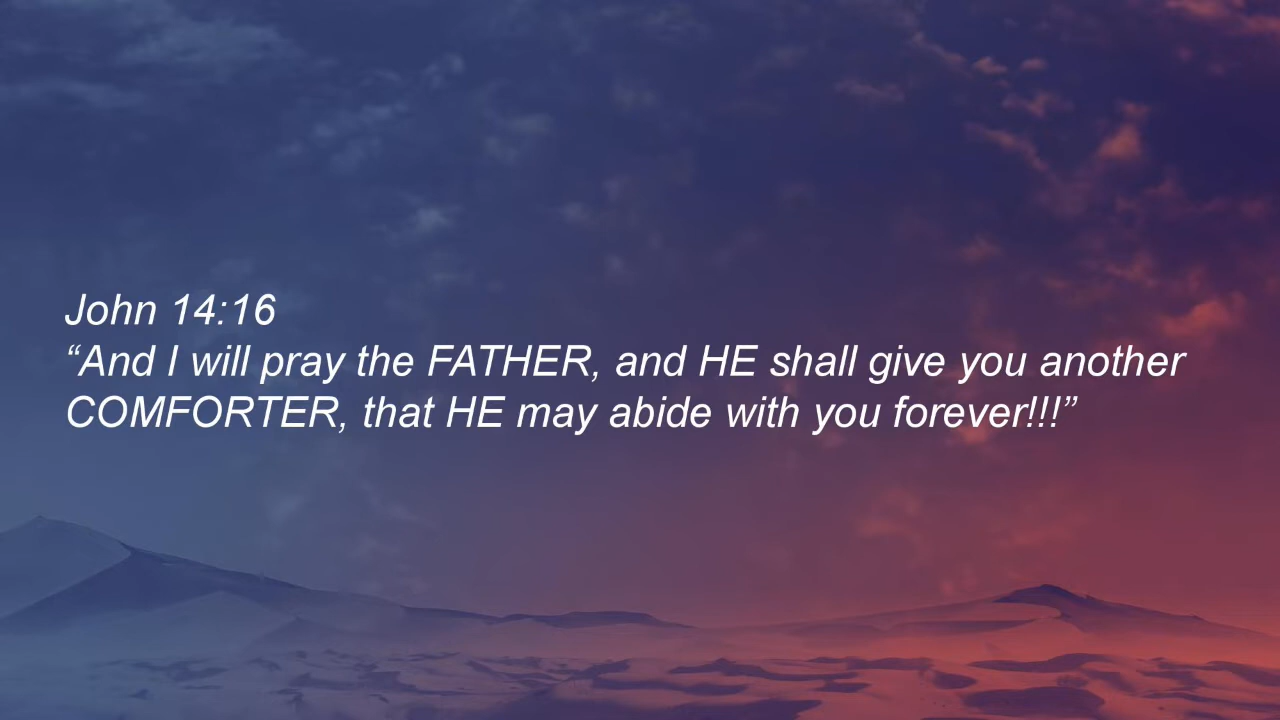 John 14:16
“And I will pray the FATHER, and HE shall give you another
COMFORTER, that HE may abide with you forever!!!”